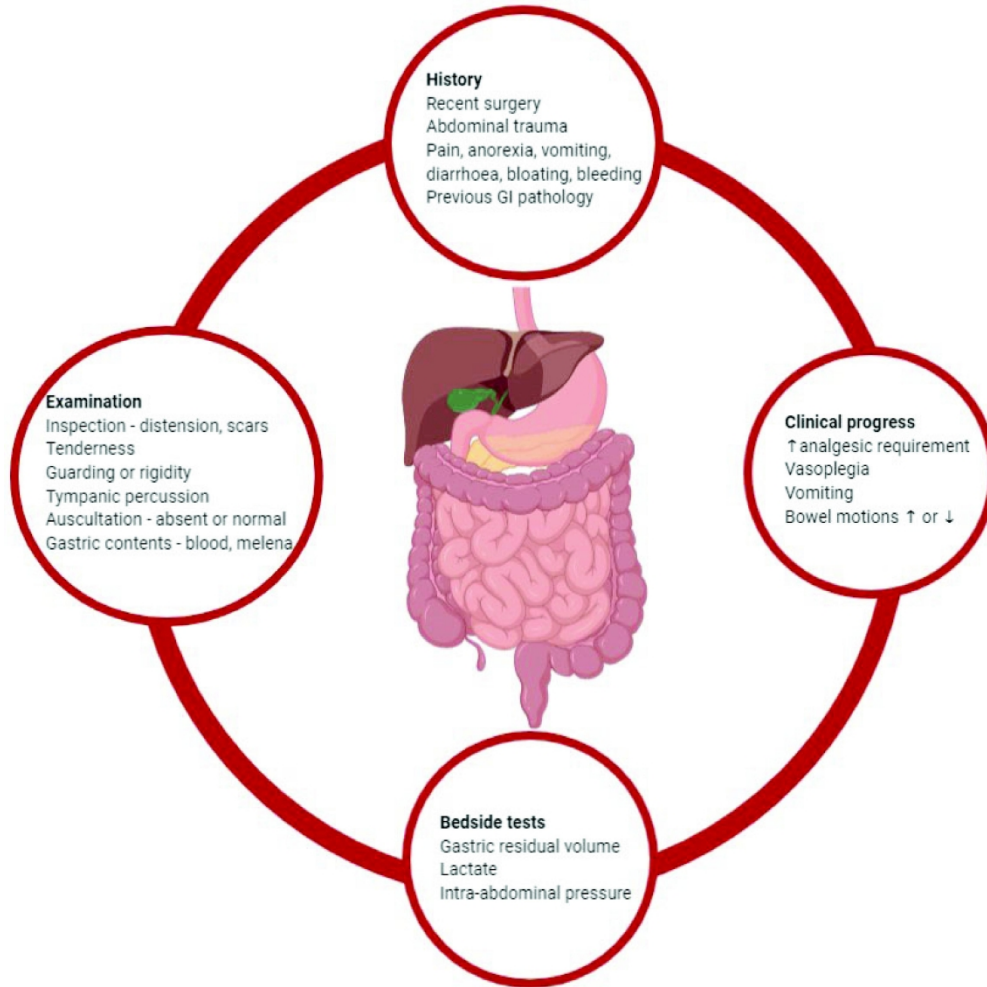 History
Recent surgery
Abdominal trauma
Pain, anorexia, vomiting,
diarrhoea, bloating, bleeding
Previous GI pathology
Examination
Inspection - distension, scars
Tenderness
Guarding or rigidity
Tympanic percussion
Auscultation - absent or normal
Gastric contents - blood, melena
Clinical progress
↑analgesic requirement
Vasoplegia
Vomiting
Bowel motions ↑ or ↓
Bedside tests
Gastric residual volume
Lactate
Intra-abdominal pressure